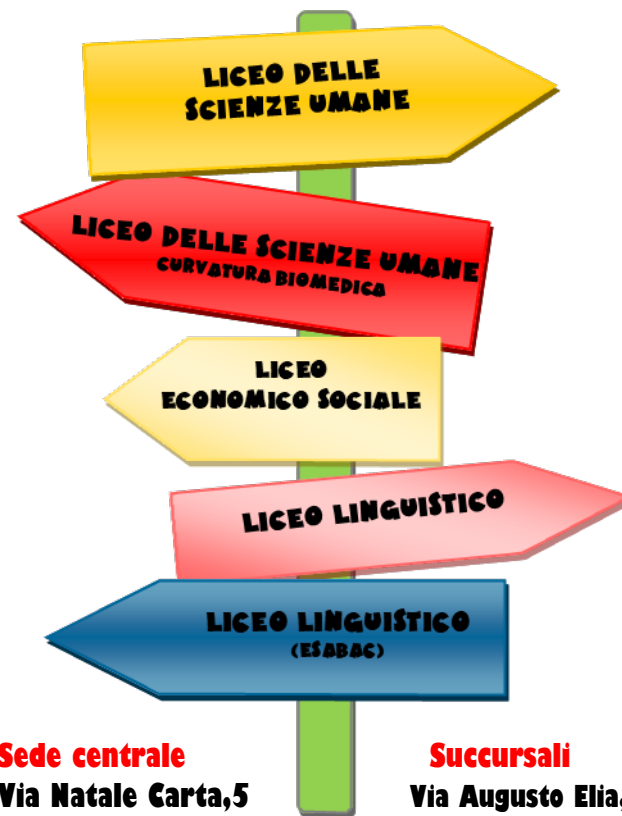 LICEO DELLE
SCIENZE UMANE
LICEO DELLE SCIENZE UMANE
CURVATURA BIOMEDICA
LICEO
ECONOMICO SOCIALE
LICEO LINGUISTICO
LICEO LINGUISTICO
(ESABAC)
Sede centrale
Succursali
Via Natale Carta,5
Via Augusto Elia,